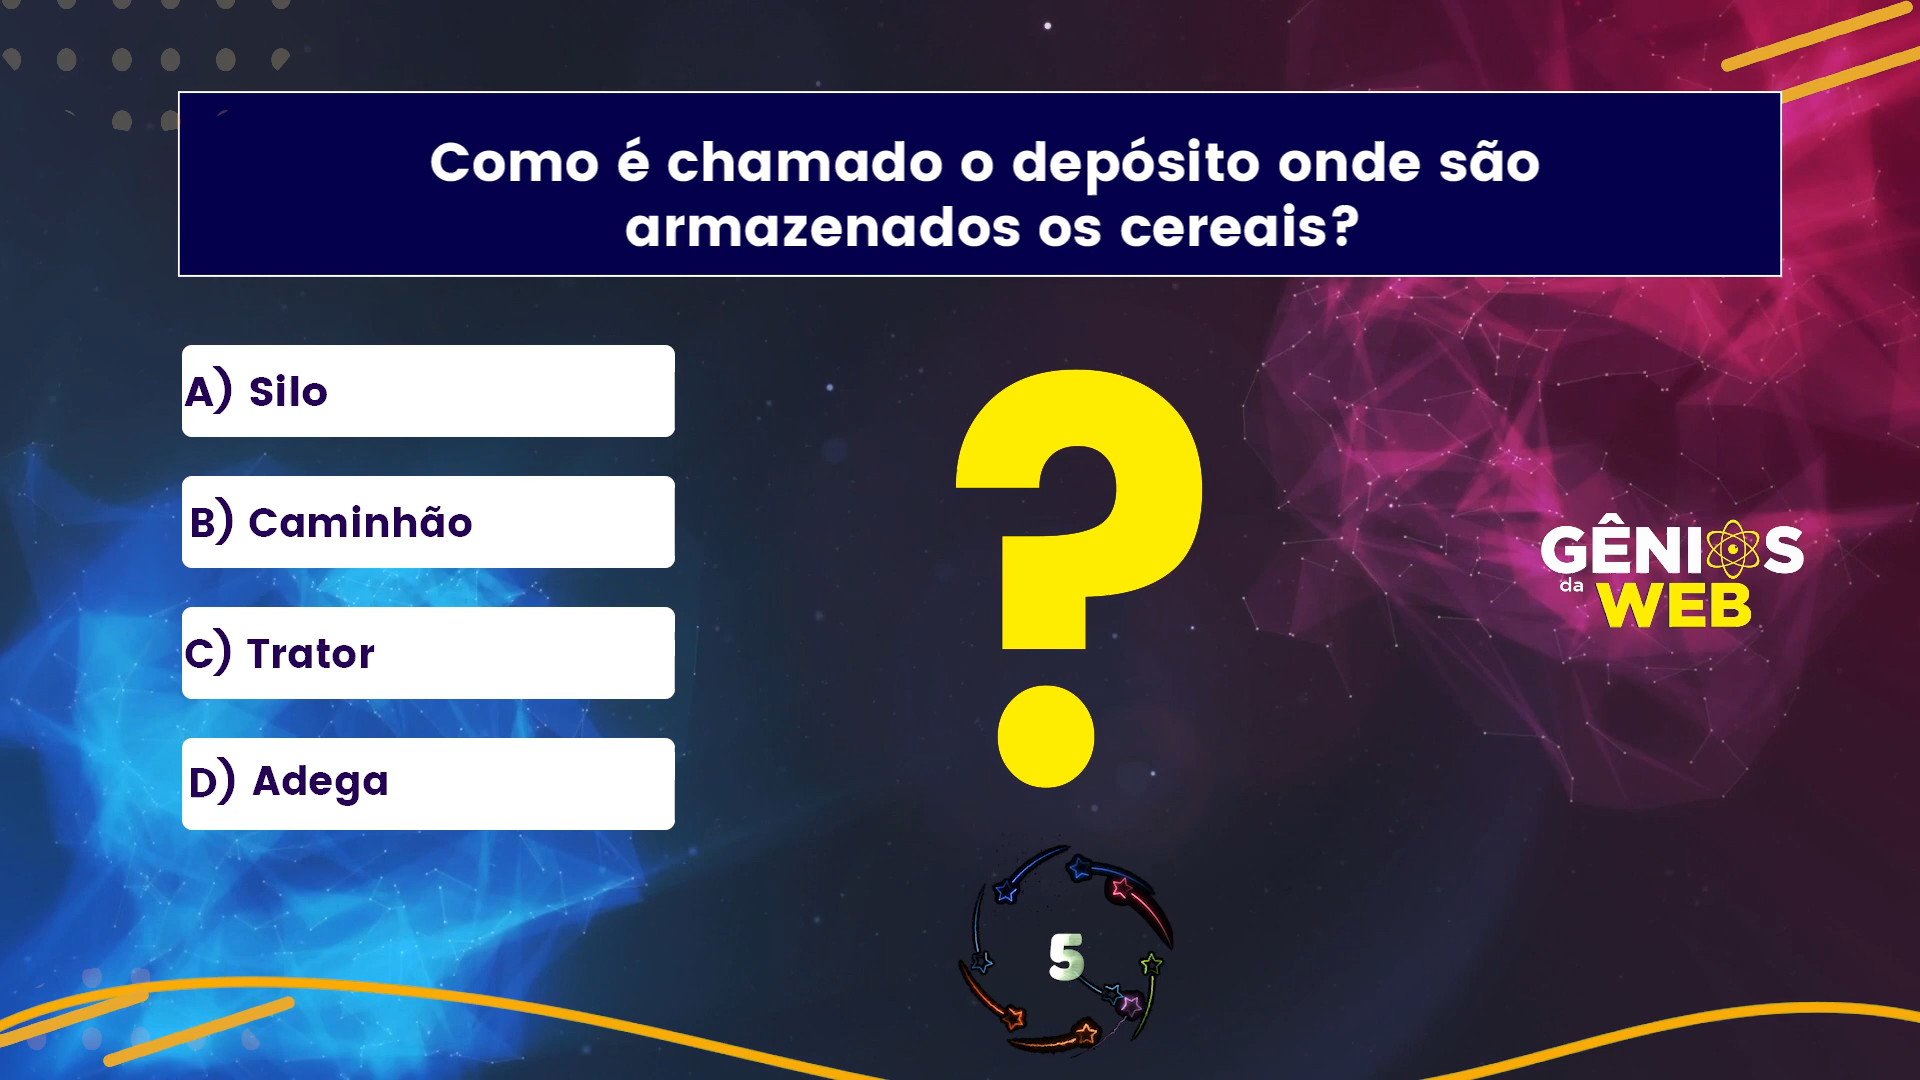 Como é chamado o depósito onde são
armazenados os cereais?
A) Silo
B) Caminhão
C) Trator
D) Adega
GÊNIOS
da WEB
5